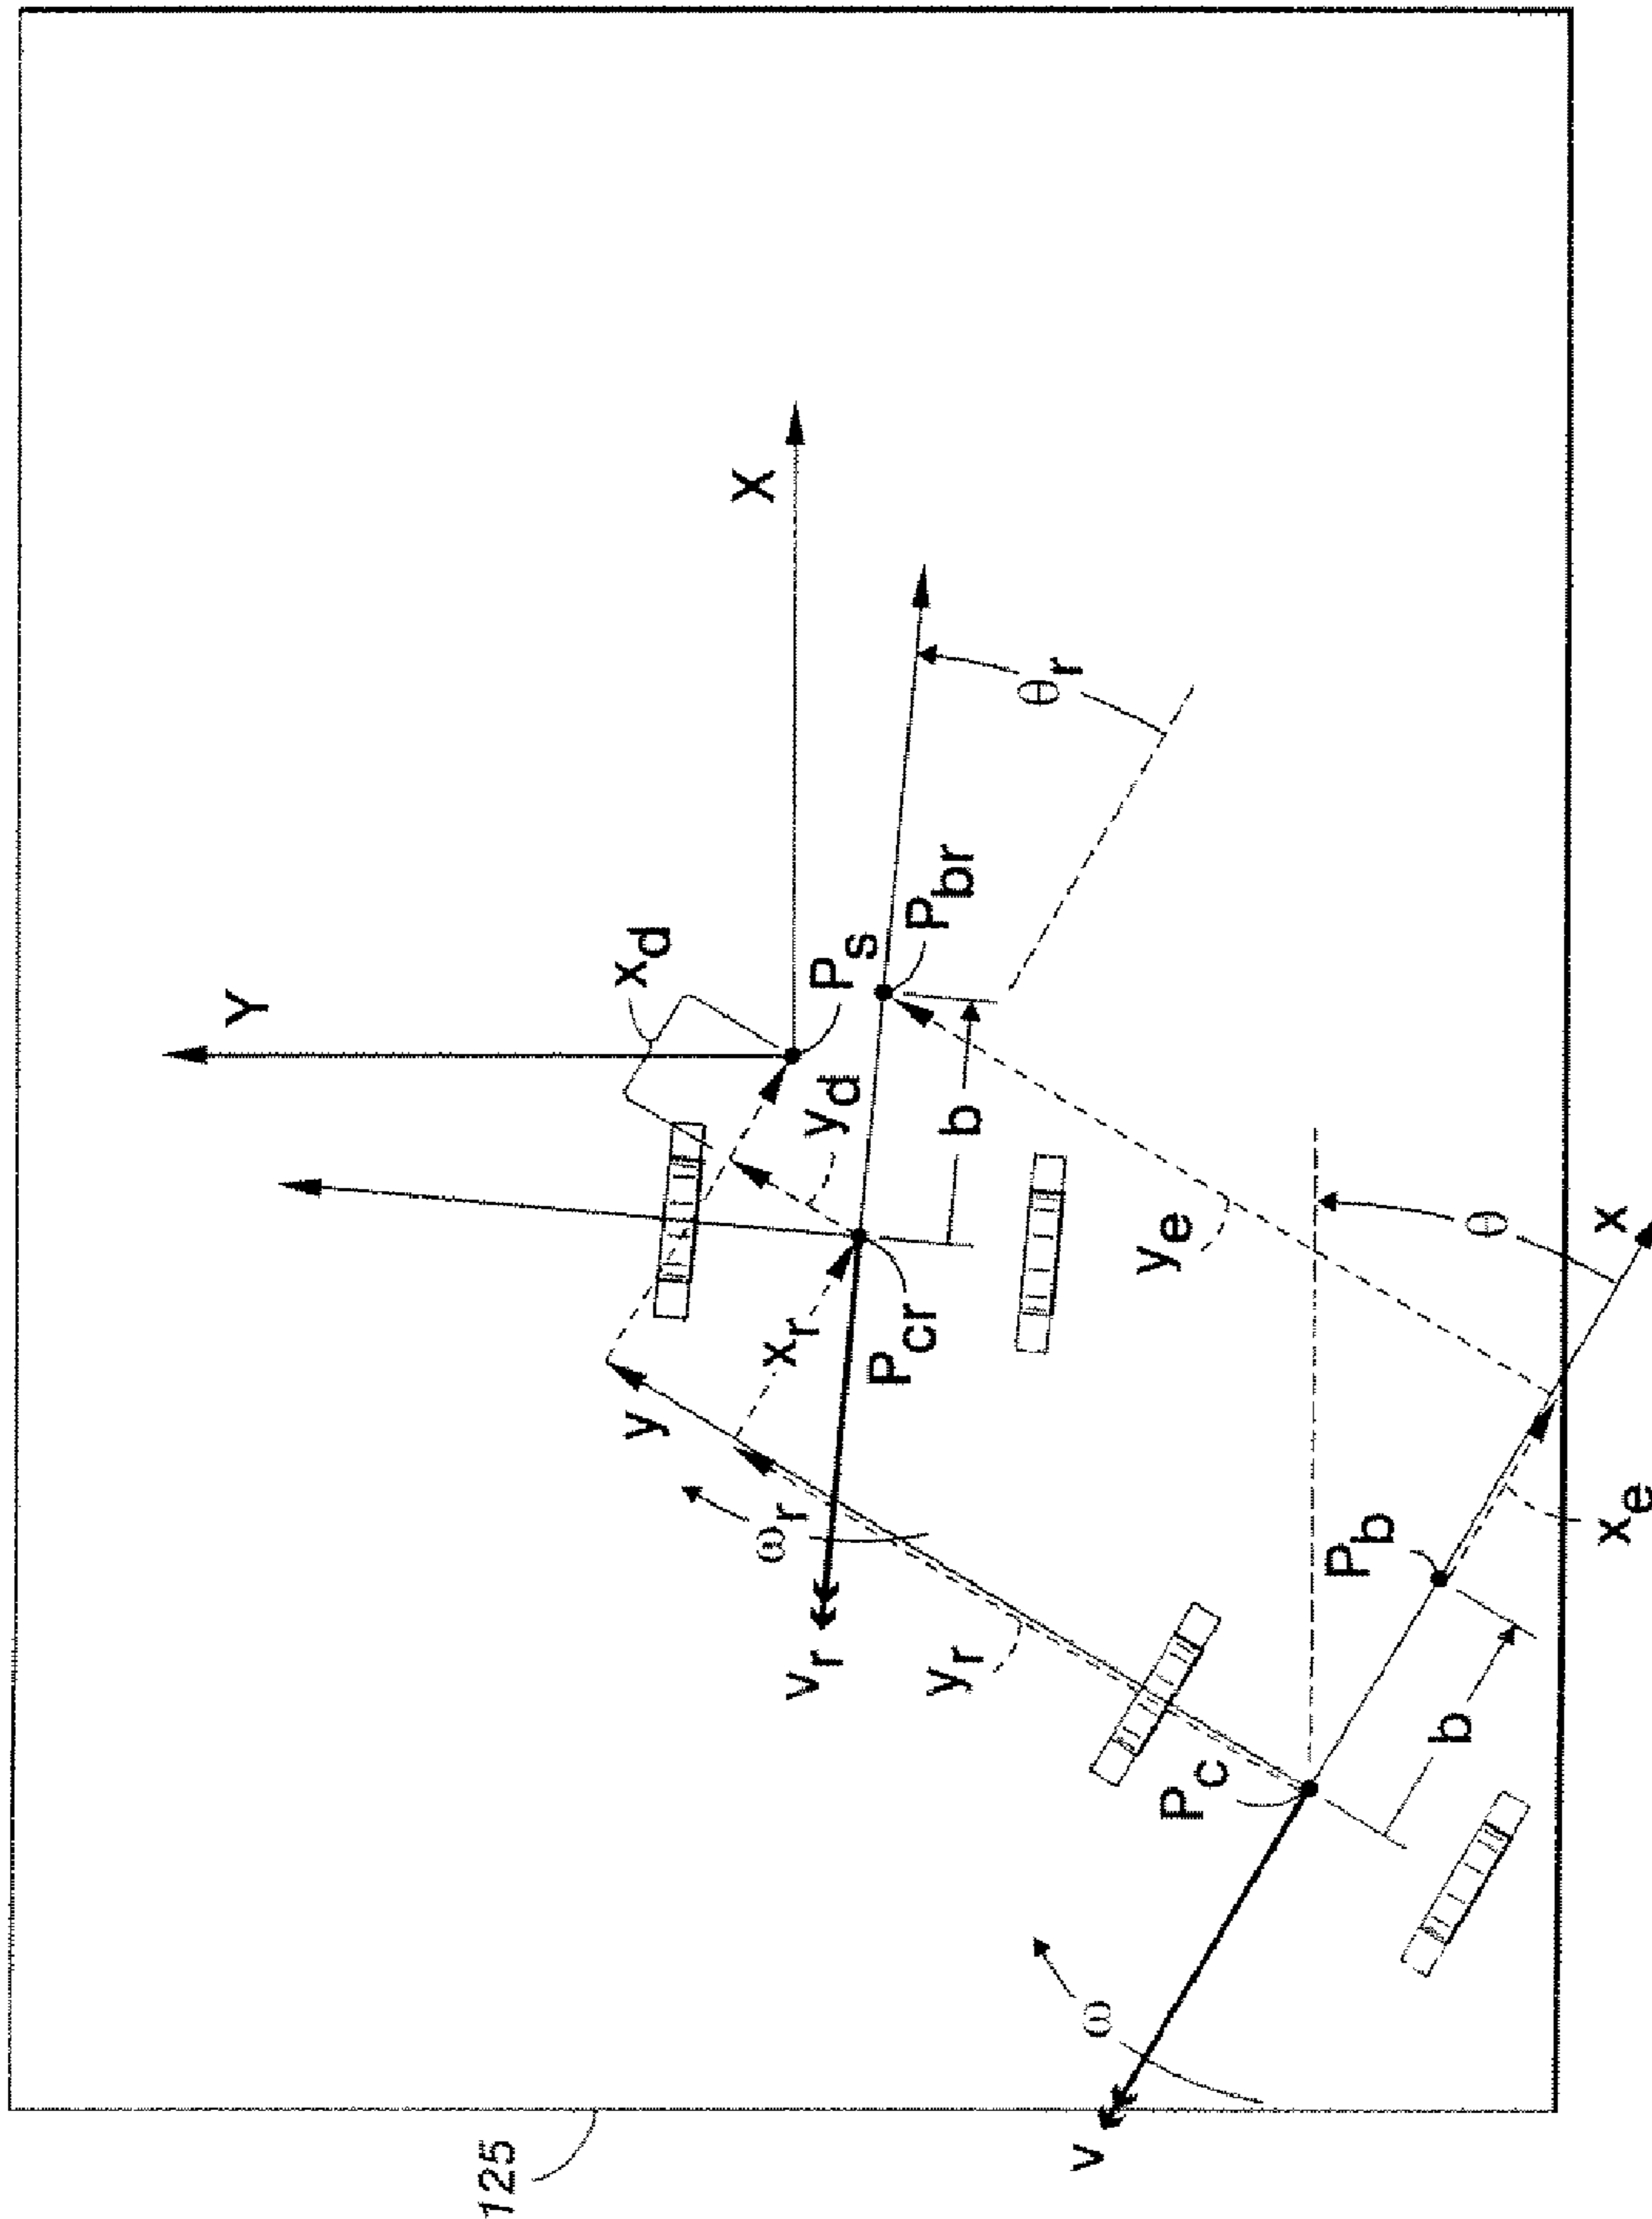 125
Y
X
x_d
P_s
P_br
y_d
b
θ_r
x_r
P_cr
y
ω_r
v_r
y_r
y_e
θ
x
P_c
P_b
x_e
b
ω
v